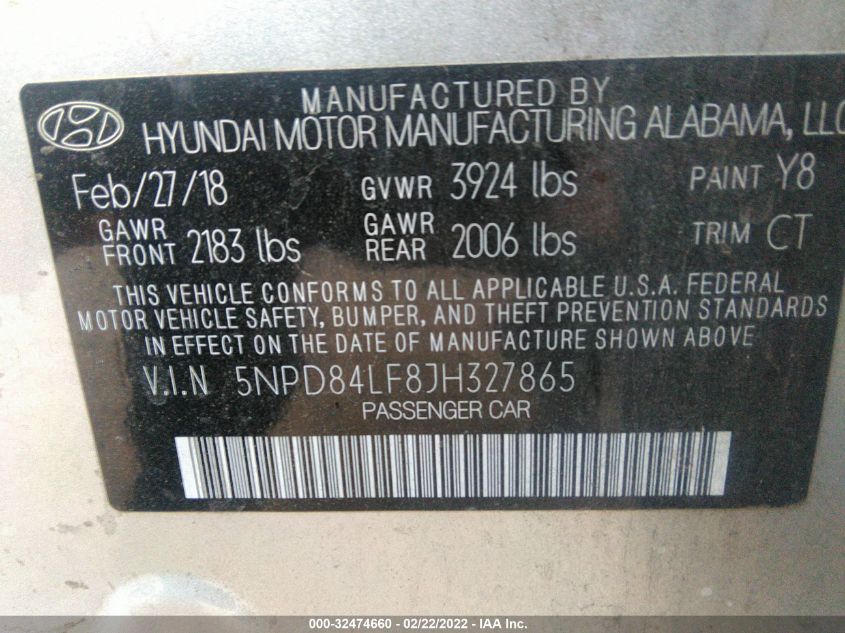 MANUFACTURED BY
HYUNDAI MOTOR MANUFACTURING ALABAMA, LLC
Feb/27/18 GVWR 3924 lbs PAINT Y8
GAWR FRONT 2183 lbs GAWR REAR 2006 lbs TRIM CT
THIS VEHICLE CONFORMS TO ALL APPLICABLE U.S.A. FEDERAL
MOTOR VEHICLE SAFETY, BUMPER, AND THEFT PREVENTION STANDARDS
IN EFFECT ON THE DATE OF MANUFACTURE SHOWN ABOVE
V.I.N 5NPD84LF8JH327865
PASSENGER CAR
000-32474660 - 02/22/2022 - IAA Inc.